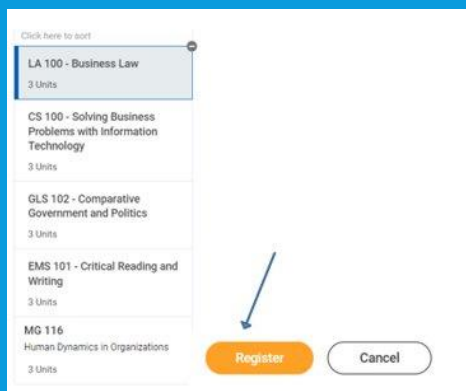 Click here to sort
LA 100 - Business Law
3 Units
CS 100 - Solving Business
Problems with Information
Technology
3 Units
GLS 102 - Comparative
Government and Politics
3 Units
EMS 101 - Critical Reading and
Writing
3 Units
MG 116
Human Dynamics in Organizations
3 Units
Register
Cancel